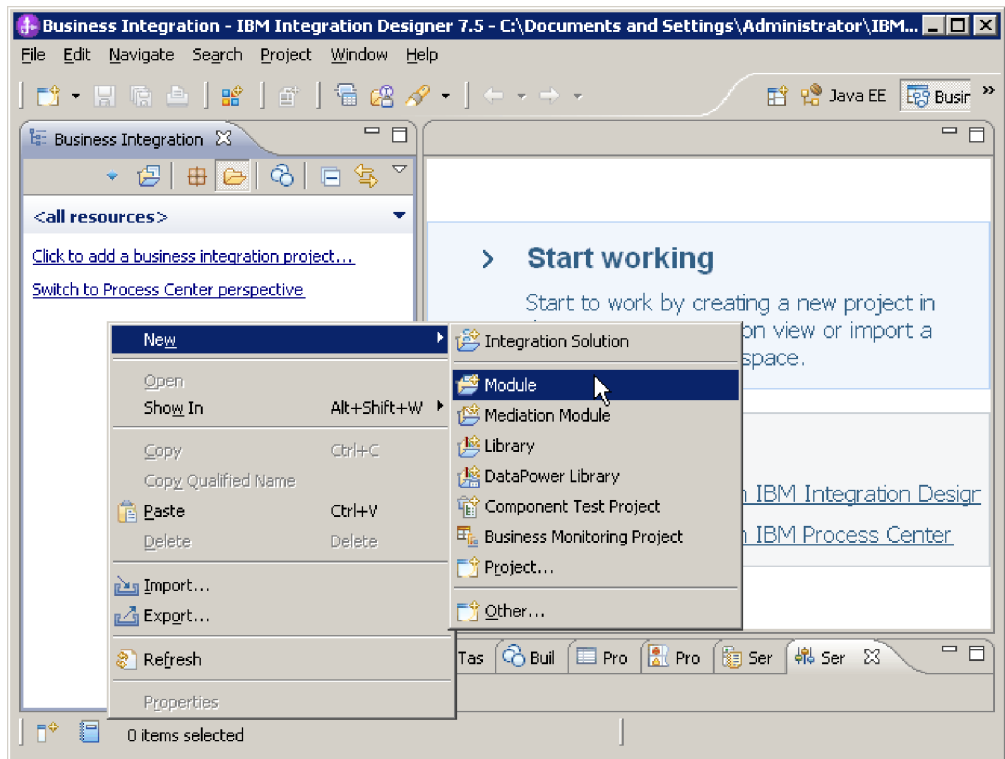 Business Integration - IBM Integration Designer 7.5 - C:\Documents and Settings\Administrator\IBM...
File Edit Navigate Search Project Window Help
Java EE Busir »
Business Integration
<all resources>
Click to add a business integration project...
Switch to Process Center perspective
> Start working
Start to work by creating a new project in
on view or import a
space.
New
Open
Show In Alt+Shift+W
Copy Ctrl+C
Copy Qualified Name
Paste Ctrl+V
Delete Delete
Import...
Export...
Refresh
Properties
Integration Solution
Module
Mediation Module
Library
DataPower Library
Component Test Project
Business Monitoring Project
Project...
Other...
IBM Integration Desigr
IBM Process Center
Tas Buil Pro Pro Ser Ser
0 items selected